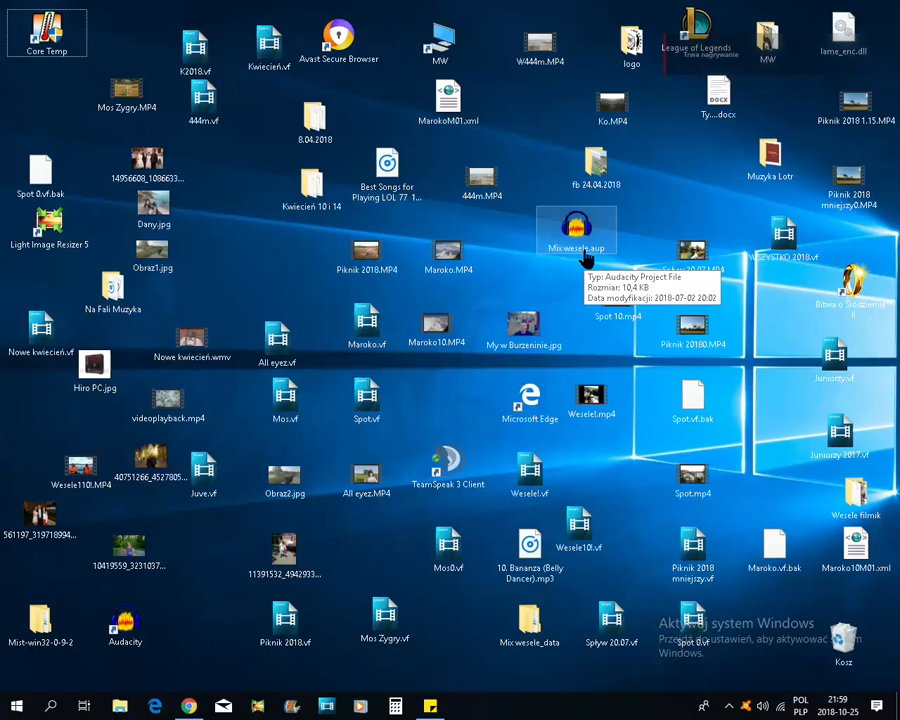 Core Temp
K2018.vf
Kwiecień.vf
Avast Secure Browser
MW
W444m.MP4
logo
League of Legends
Trwa nagrywanie
MW
lame_enc.dll
Mos Zygry.MP4
444m.vf
8.04.2018
MarokoM01.xml
Ko.MP4
Ty....docx
Piknik 2018 1.15.MP4
Spot 0.vf.bak
14956608_1086633...
Kwiecień 10 i 14
Best Songs for
Playing LOL 77 1...
444m.MP4
fb 24.04.2018
Muzyka Lotr
Piknik 2018
mniejszy0.MP4
Light Image Resizer 5
Dany.jpg
Mix wesele.aup
WSZYSTKO 2018.vf
Obraz1.jpg
Piknik 2018.MP4
Maroko.MP4
Typ: Audacity Project File
Rozmiar: 10,4 KB
Data modyfikacji: 2018-07-02 20:02
Na Fali Muzyka
Spot 10.mp4
Bitwa o Śródziemie
II
Nowe kwiecień.vf
Nowe kwiecień.wmv
All eyez.vf
Maroko.vf
Maroko10.MP4
My w Burzeninie.jpg
Piknik 20180.MP4
Juniorzy.vf
Hiro PC.jpg
videoplayback.mp4
Mos.vf
Spot.vf
Microsoft Edge
Wesele!.mp4
Spot.vf.bak
Juniorzy 2017.vf
Wesele110!.MP4
40751266_4527805...
Juve.vf
Obraz2.jpg
All eyez.MP4
TeamSpeak 3 Client
Wesele!.vf
Spot.mp4
Wesele filmik
561197_319718994...
10419559_3231037...
11391532_4942933...
Mos0.vf
10. Bananza (Belly
Dancer).mp3
Wesele10!.vf
Piknik 2018
mniejszy.vf
Maroko.vf.bak
Maroko10M01.xml
Mist-win32-0-9-2
Audacity
Piknik 2018.vf
Mos Zygry.vf
Mix wesele_data
Spływ 20.07.vf
Spot 0.vf
Kosz
Aktywuj system Windows
Przejdź do ustawień, aby aktywować system
Windows.
POL
PLP
21:59
2018-10-25